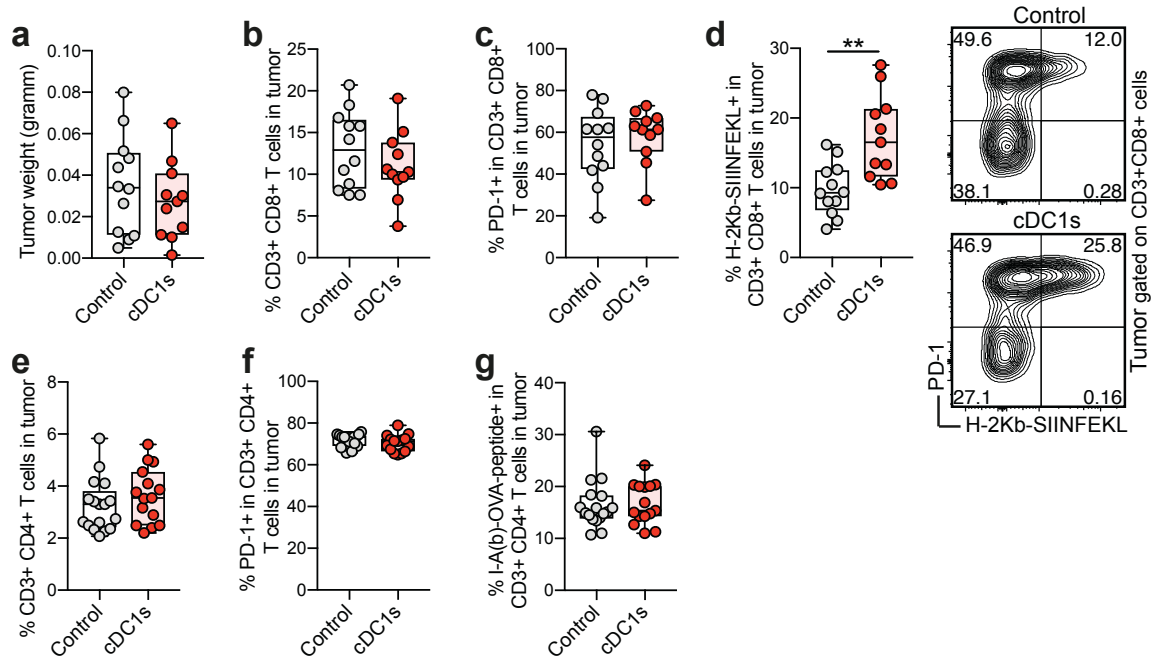 a
Tumor weight (gramm)
0.10
0.08
0.06
0.04
0.02
0.00
Control
cDC1s
b
% CD3+ CD8+ T cells in tumor
25
20
15
10
5
0
Control
cDC1s
c
% PD-1+ in CD3+ CD8+
T cells in tumor
100
80
60
40
20
0
Control
cDC1s
d
% H-2Kb-SIINFEKL+ in
CD3+ CD8+ T cells in tumor
30
20
10
0
**
Control
cDC1s
Control
49.6
12.0
38.1
0.28
cDC1s
46.9
25.8
27.1
0.16
PD-1
H-2Kb-SIINFEKL
Tumor gated on CD3+CD8+ cells
e
% CD3+ CD4+ T cells in tumor
8
6
4
2
0
Control
cDC1s
f
% PD-1+ in CD3+ CD4+
T cells in tumor
100
80
60
40
20
0
Control
cDC1s
g
% I-A(b)-OVA-peptide+ in
CD3+ CD4+ T cells in tumor
40
30
20
10
0
Control
cDC1s